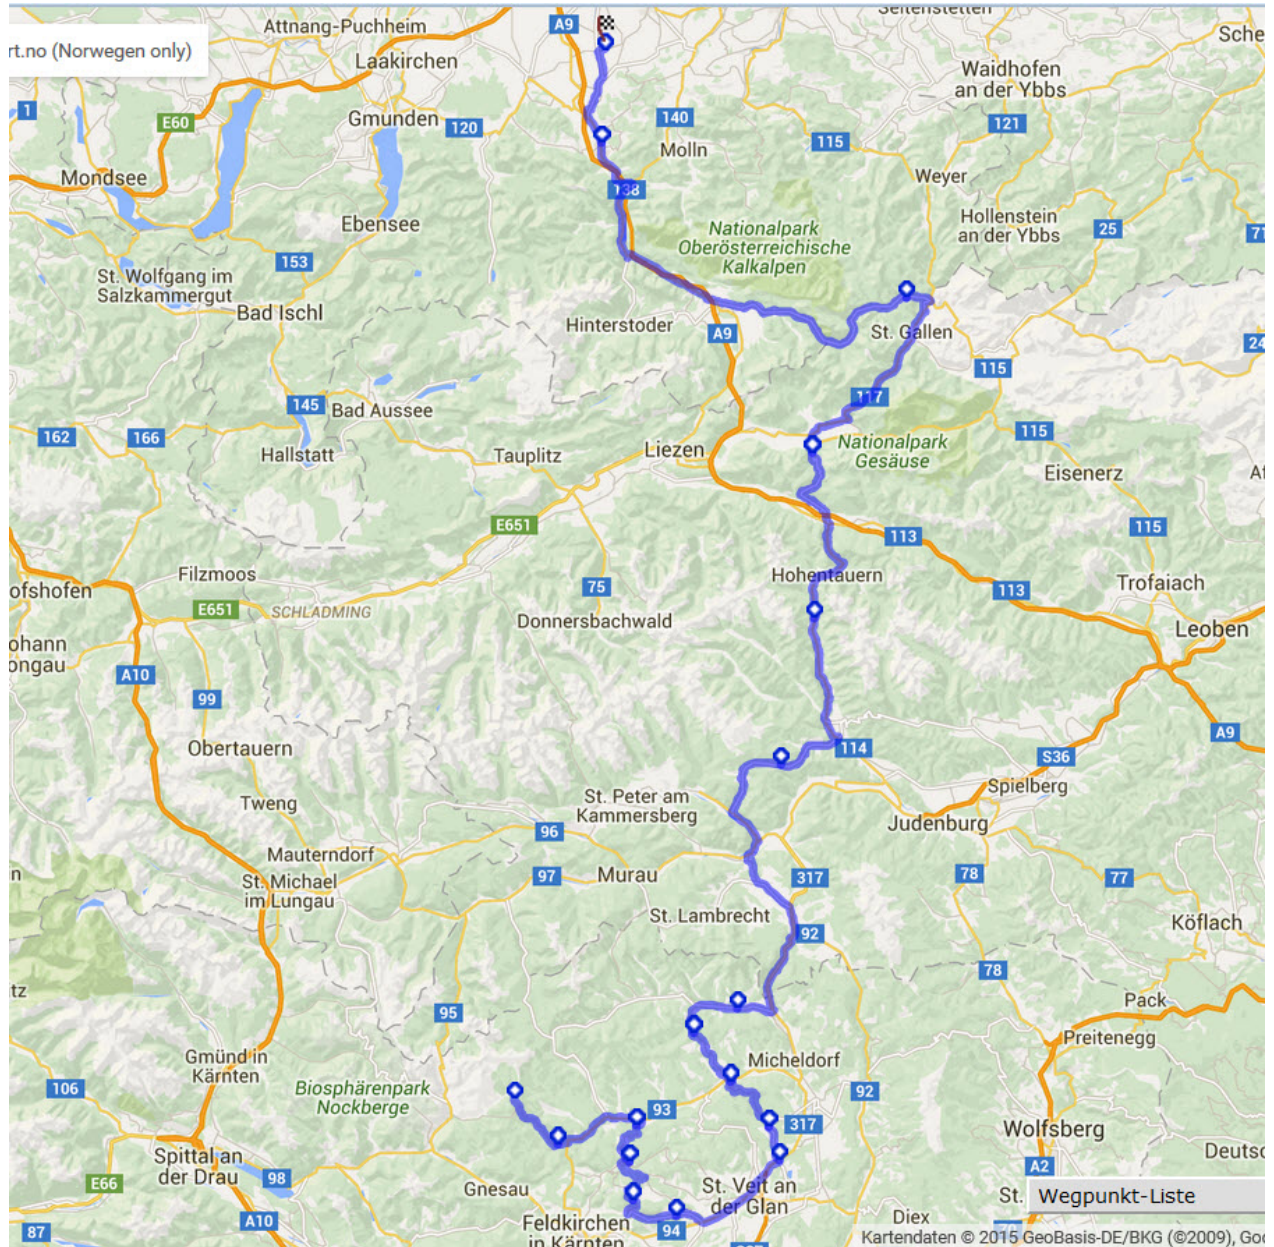 Attnang-Puchheim
A9
Seitenstetten
rt.no (Norwegen only)
Laakirchen
Sche
Waidhofen
an der Ybbs
1
E60
Gmunden
120
140
115
121
Molln
Mondsee
138
Weyer
Ebensee
Hollenstein
an der Ybbs
25
71
Nationalpark
Oberösterreichische
Kalkalpen
153
St. Wolfgang im
Salzkammergut
Bad Ischl
Hinterstoder
A9
St. Gallen
24
115
145
Bad Aussee
117
162
166
Hallstatt
Tauplitz
Liezen
Nationalpark
Gesäuse
115
Eisenerz
At
E651
113
115
Filzmoos
ofshofen
75
Hohentauern
113
Trofaiach
E651
SCHLADMING
Donnersbachwald
Leoben
ohann
ongau
A10
99
Obertauern
114
A9
S36
Tweng
St. Peter am
Kammersberg
Spielberg
Judenburg
96
Mauterndorf
n
St. Michael
im Lungau
97
Murau
317
78
77
St. Lambrecht
92
Köflach
tz
78
95
Pack
Preitenegg
Gmünd in
Kärnten
Micheldorf
106
Biosphärenpark
Nockberge
92
93
317
Wolfsberg
Spittal an
der Drau
98
E66
Gnesau
St. Veit an
der Glan
A2
Deutsc
St.
Wegpunkt-Liste
87
A10
Feldkirchen
in Kärnten
94
Diex
Kartendaten © 2015 GeoBasis-DE/BKG (©2009), Goo